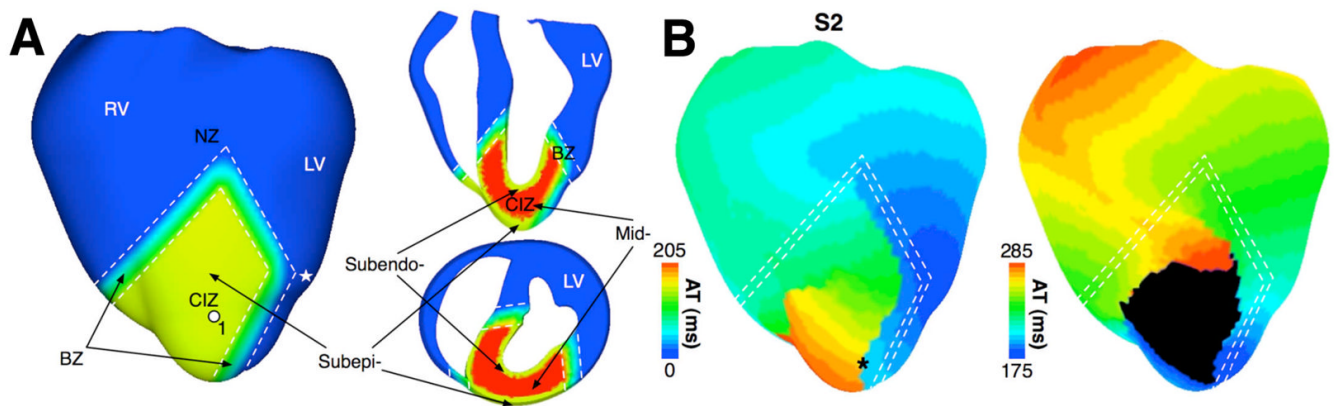 A
RV
NZ
LV
CIZ
1
BZ
LV
BZ
CIZ
Mid-
Subendo-
LV
Subepi-
B
S2
205
AT (ms)
0
*
285
AT (ms)
175